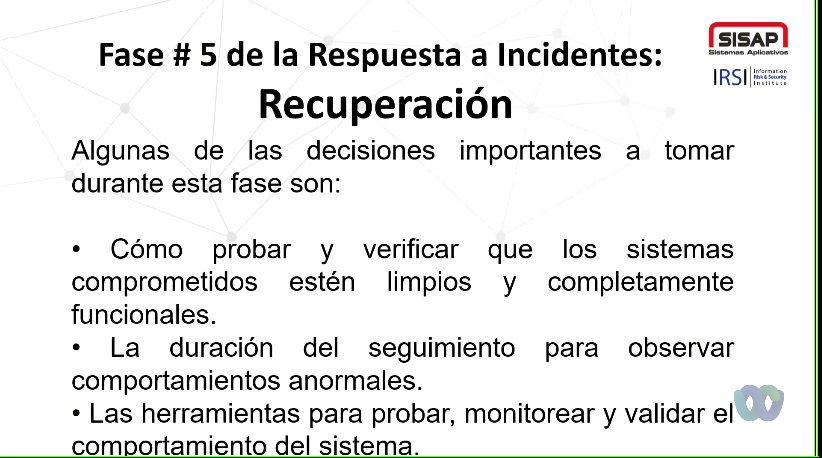 Fase # 5 de la Respuesta a Incidentes:
Recuperación
SISAP
Sistemas Aplicativos
IRSI Information Risk & Security Institute
Algunas de las decisiones importantes a tomar
durante esta fase son:
• Cómo probar y verificar que los sistemas
comprometidos estén limpios y completamente
funcionales.
• La duración del seguimiento para observar
comportamientos anormales.
• Las herramientas para probar, monitorear y validar el
comportamiento del sistema.